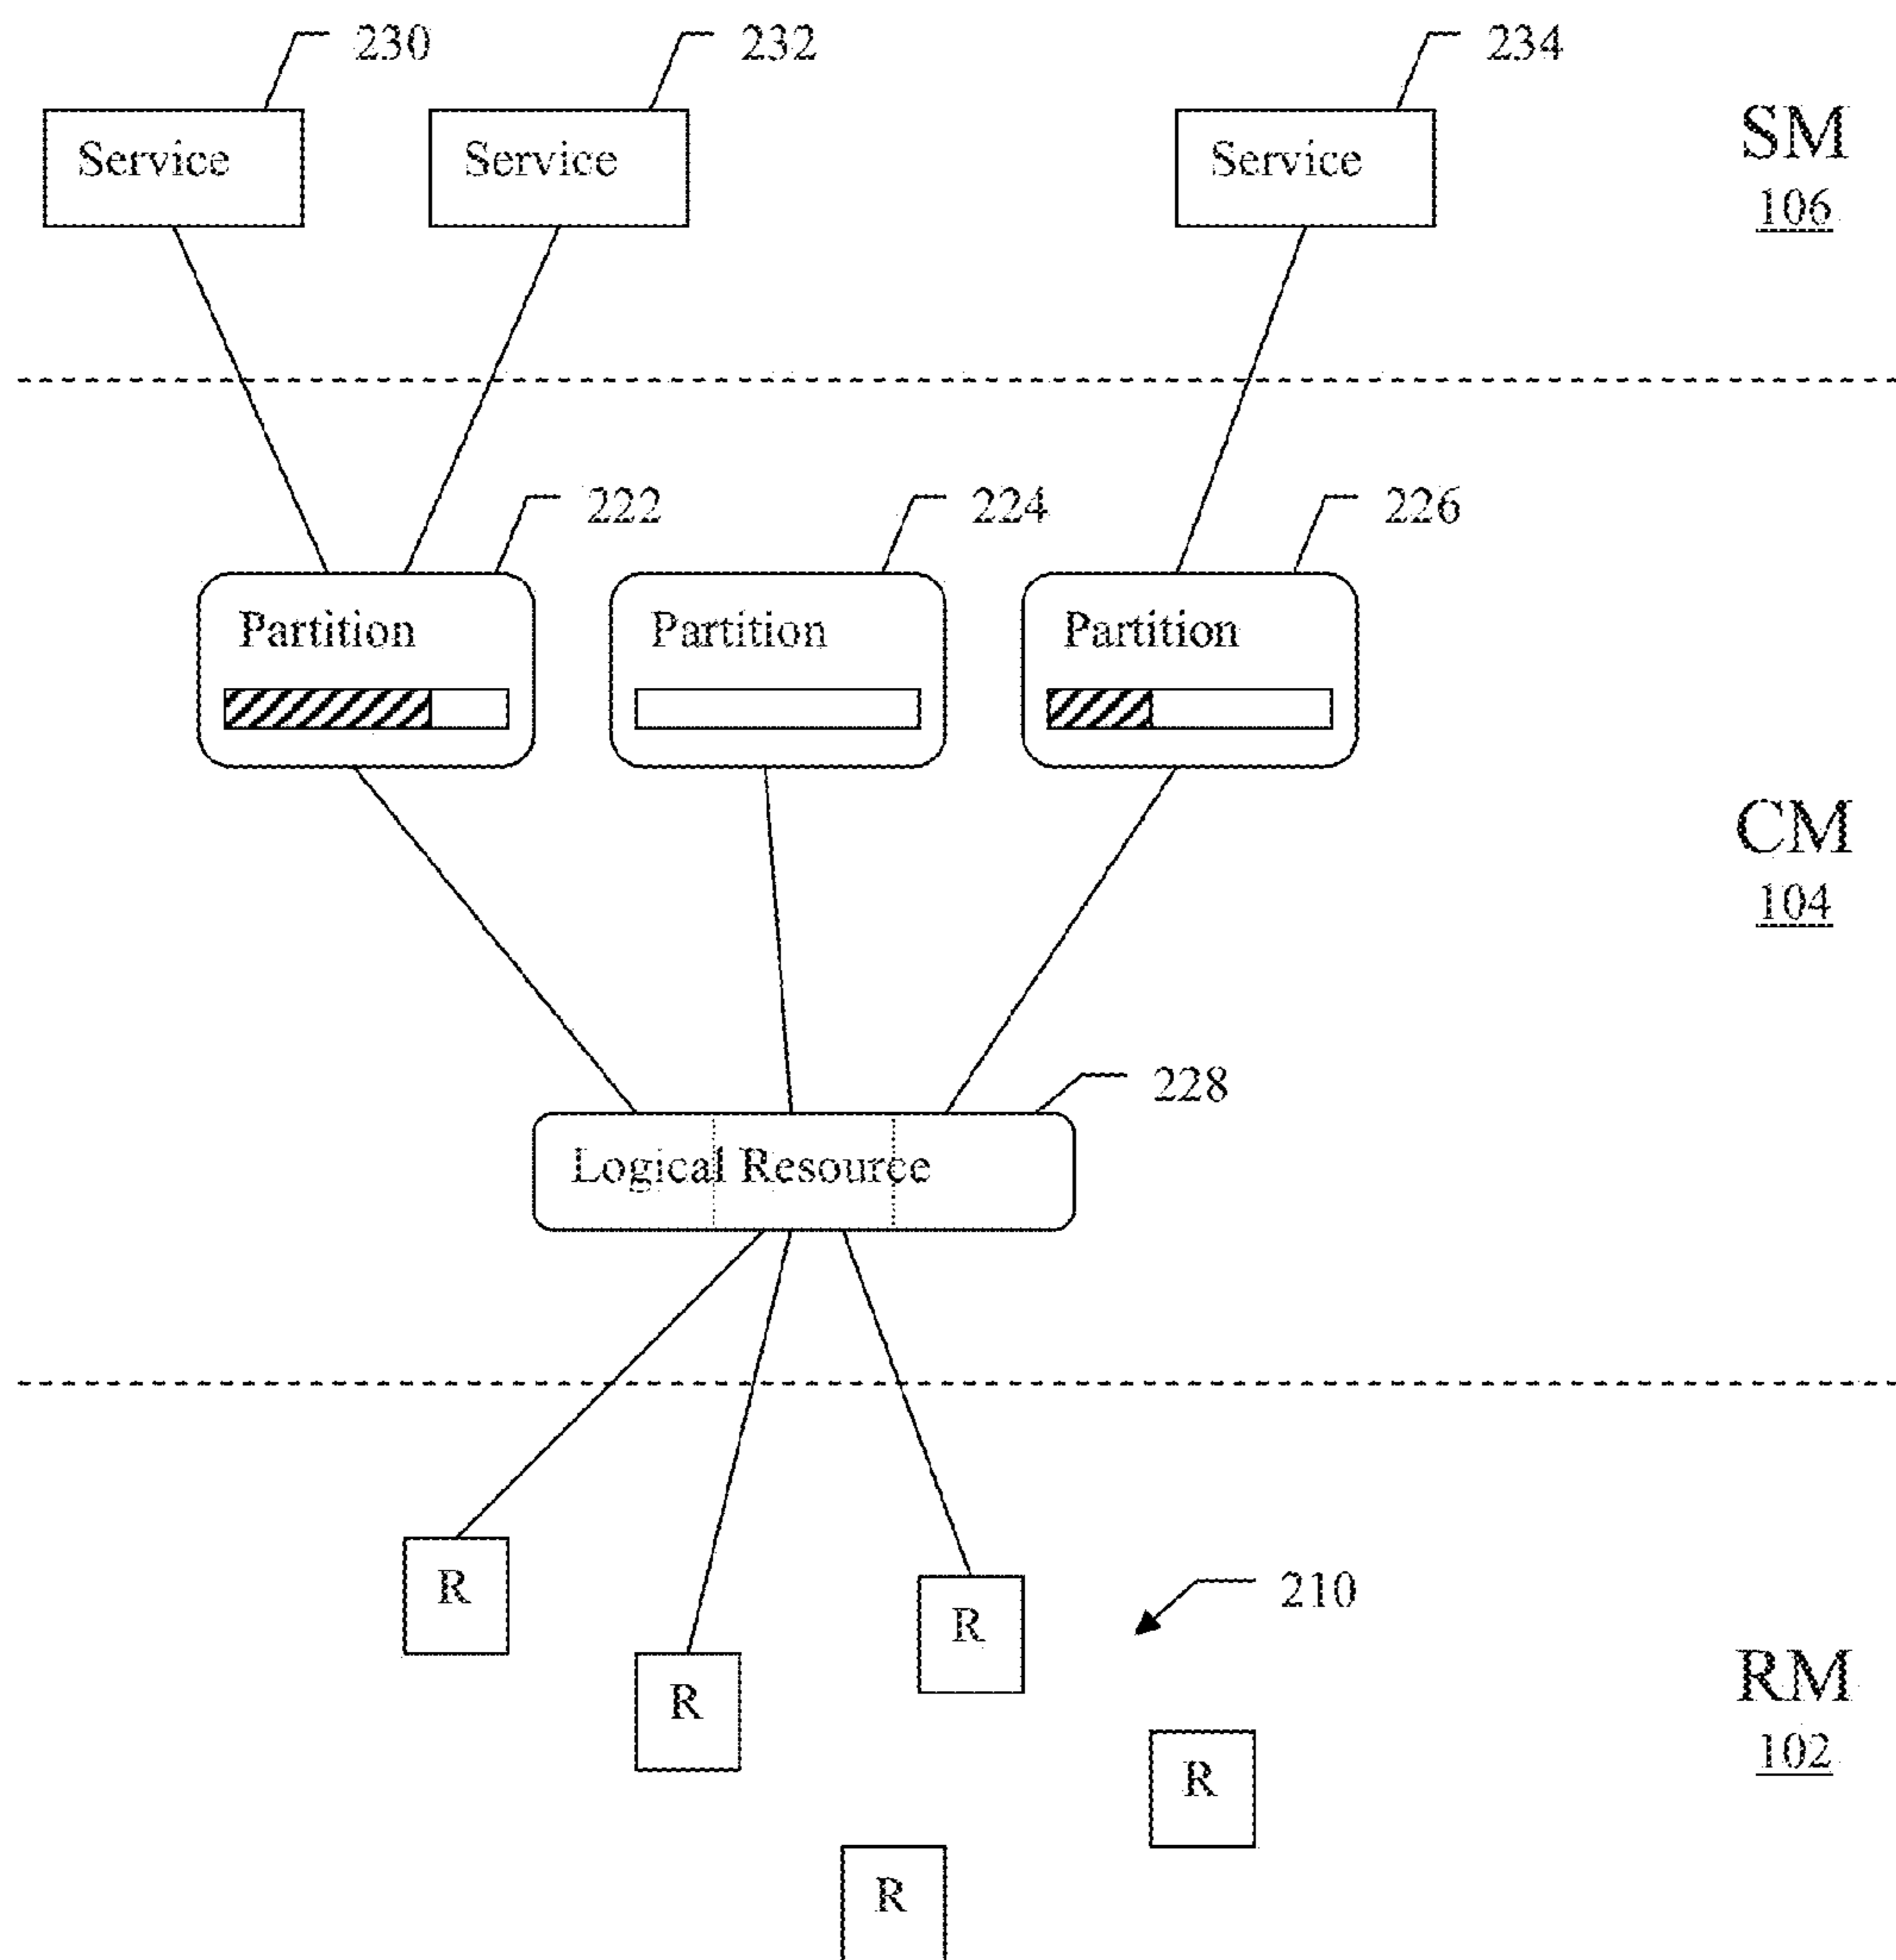 230 232 234
Service Service Service SM
106
222 224 226
Partition Partition Partition
CM
104
228
Logical Resource
R
R 210
R
RM
R
102
R